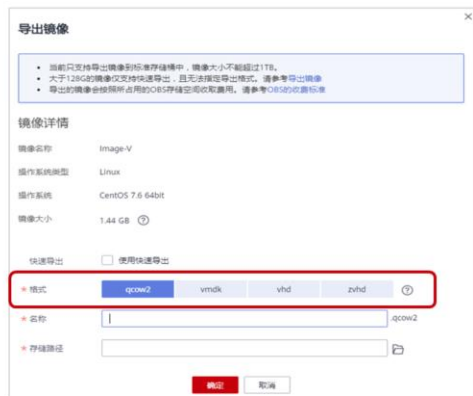 导出镜像
当前只支持导出镜像到标准存储桶中，镜像大小不能超过1TB。
大于128G的镜像仅支持快速导出，且无法指定导出格式。请参考导出镜像
导出的镜像会按照所占用的OBS存储空间收取费用。请参考OBS的收费标准
镜像详情
镜像名称 Image-V
操作系统类型 Linux
操作系统 CentOS 7.6 64bit
镜像大小 1.44 GB ?
快速导出 使用快速导出
* 格式 qcow2 vmdk vhd zvhd ?
* 名称 .qcow2
* 存储路径
确定 取消